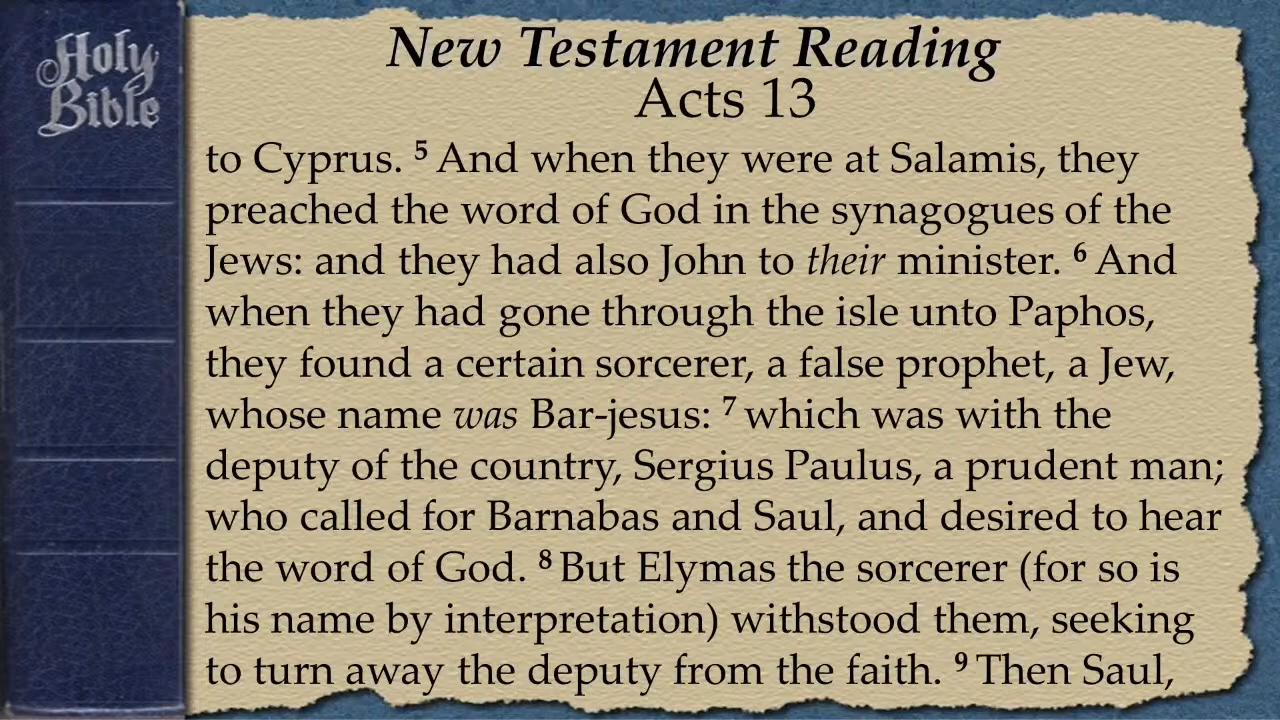 Holy
Bible
New Testament Reading
Acts 13
to Cyprus. ⁵ And when they were at Salamis, they
preached the word of God in the synagogues of the
Jews: and they had also John to their minister. ⁶ And
when they had gone through the isle unto Paphos,
they found a certain sorcerer, a false prophet, a Jew,
whose name was Bar-jesus: ⁷ which was with the
deputy of the country, Sergius Paulus, a prudent man;
who called for Barnabas and Saul, and desired to hear
the word of God. ⁸ But Elymas the sorcerer (for so is
his name by interpretation) withstood them, seeking
to turn away the deputy from the faith. ⁹ Then Saul,